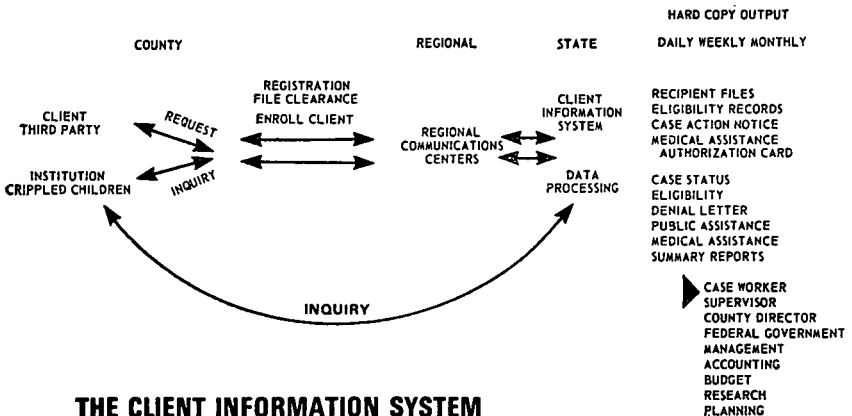 HARD COPY OUTPUT
COUNTY
REGIONAL
STATE
DAILY WEEKLY MONTHLY
CLIENT
THIRD PARTY
INSTITUTION
CRIPPLED CHILDREN
REQUEST
INQUIRY
REGISTRATION
FILE CLEARANCE
ENROLL CLIENT
REGIONAL
COMMUNICATIONS
CENTERS
CLIENT
INFORMATION
SYSTEM
DATA
PROCESSING
RECIPIENT FILES
ELIGIBILITY RECORDS
CASE ACTION NOTICE
MEDICAL ASSISTANCE
AUTHORIZATION CARD
CASE STATUS
ELIGIBILITY
DENIAL LETTER
PUBLIC ASSISTANCE
MEDICAL ASSISTANCE
SUMMARY REPORTS
INQUIRY
CASE WORKER
SUPERVISOR
COUNTY DIRECTOR
FEDERAL GOVERNMENT
MANAGEMENT
ACCOUNTING
BUDGET
RESEARCH
PLANNING
THE CLIENT INFORMATION SYSTEM